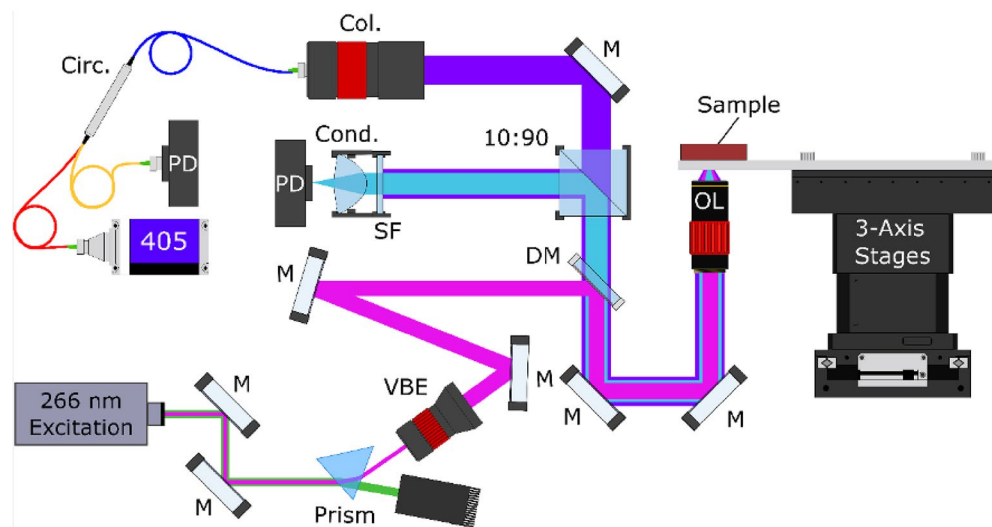 Col.
M
Circ.
Sample
Cond.
10:90
PD
PD
OL
SF
405
3-Axis
Stages
DM
M
VBE
M
M
M
M
266 nm
Excitation
M
Prism